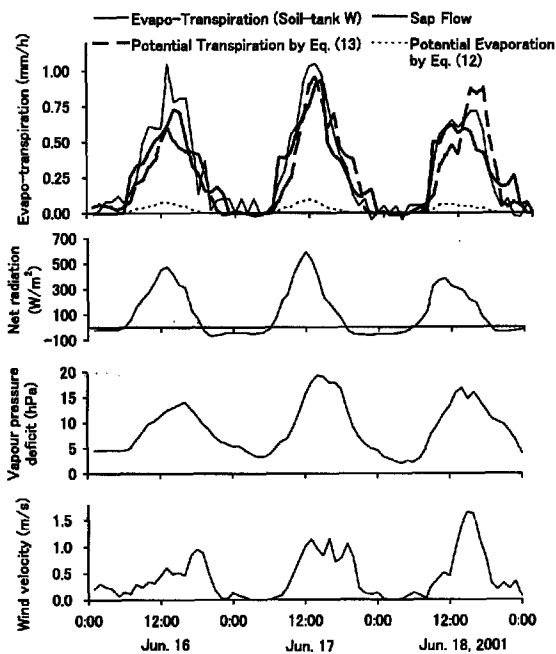 Evapo-Transpiration (Soil-tank W) Sap Flow
Potential Transpiration by Eq. (13) Potential Evaporation
by Eq. (12)
Evapo-transpiration (mm/h)
1.00
0.75
0.50
0.25
0.00
Net radiation
(W/m²)
700
500
300
100
-100
Vapour pressure
deficit (hPa)
20
15
10
5
0
Wind velocity (m/s)
1.5
1.0
0.5
0.0
0:00 12:00 0:00 12:00 0:00 12:00 0:00
Jun. 16 Jun. 17 Jun. 18, 2001